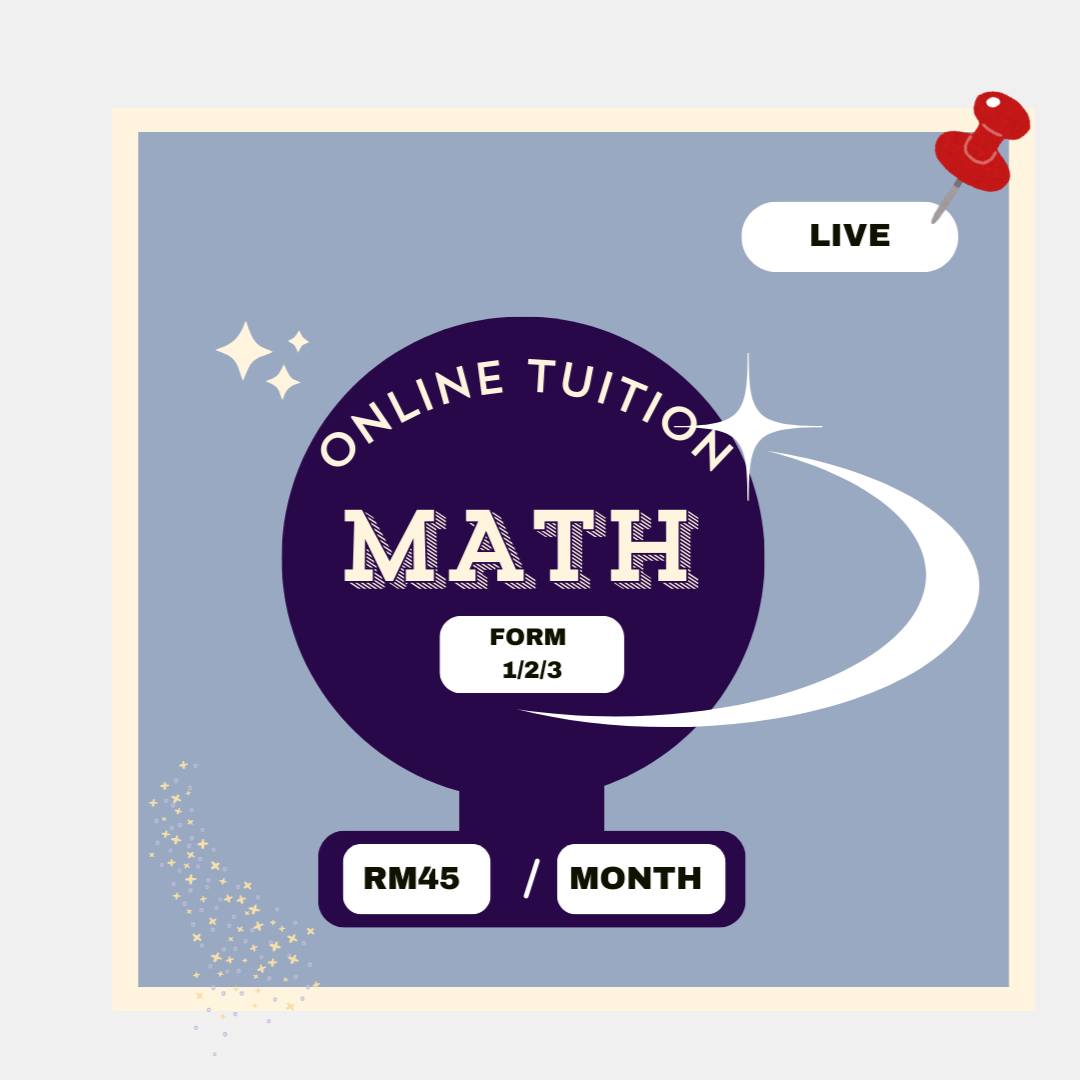 LIVE
ONLINE TUITION
MATH
FORM
1/2/3
RM45 / MONTH